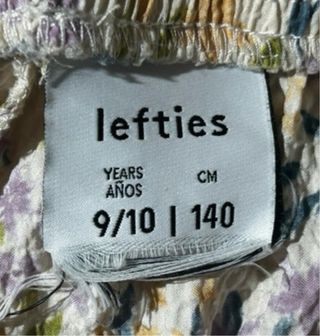 lefties
YEARS CM
AÑOS
9/10 | 140